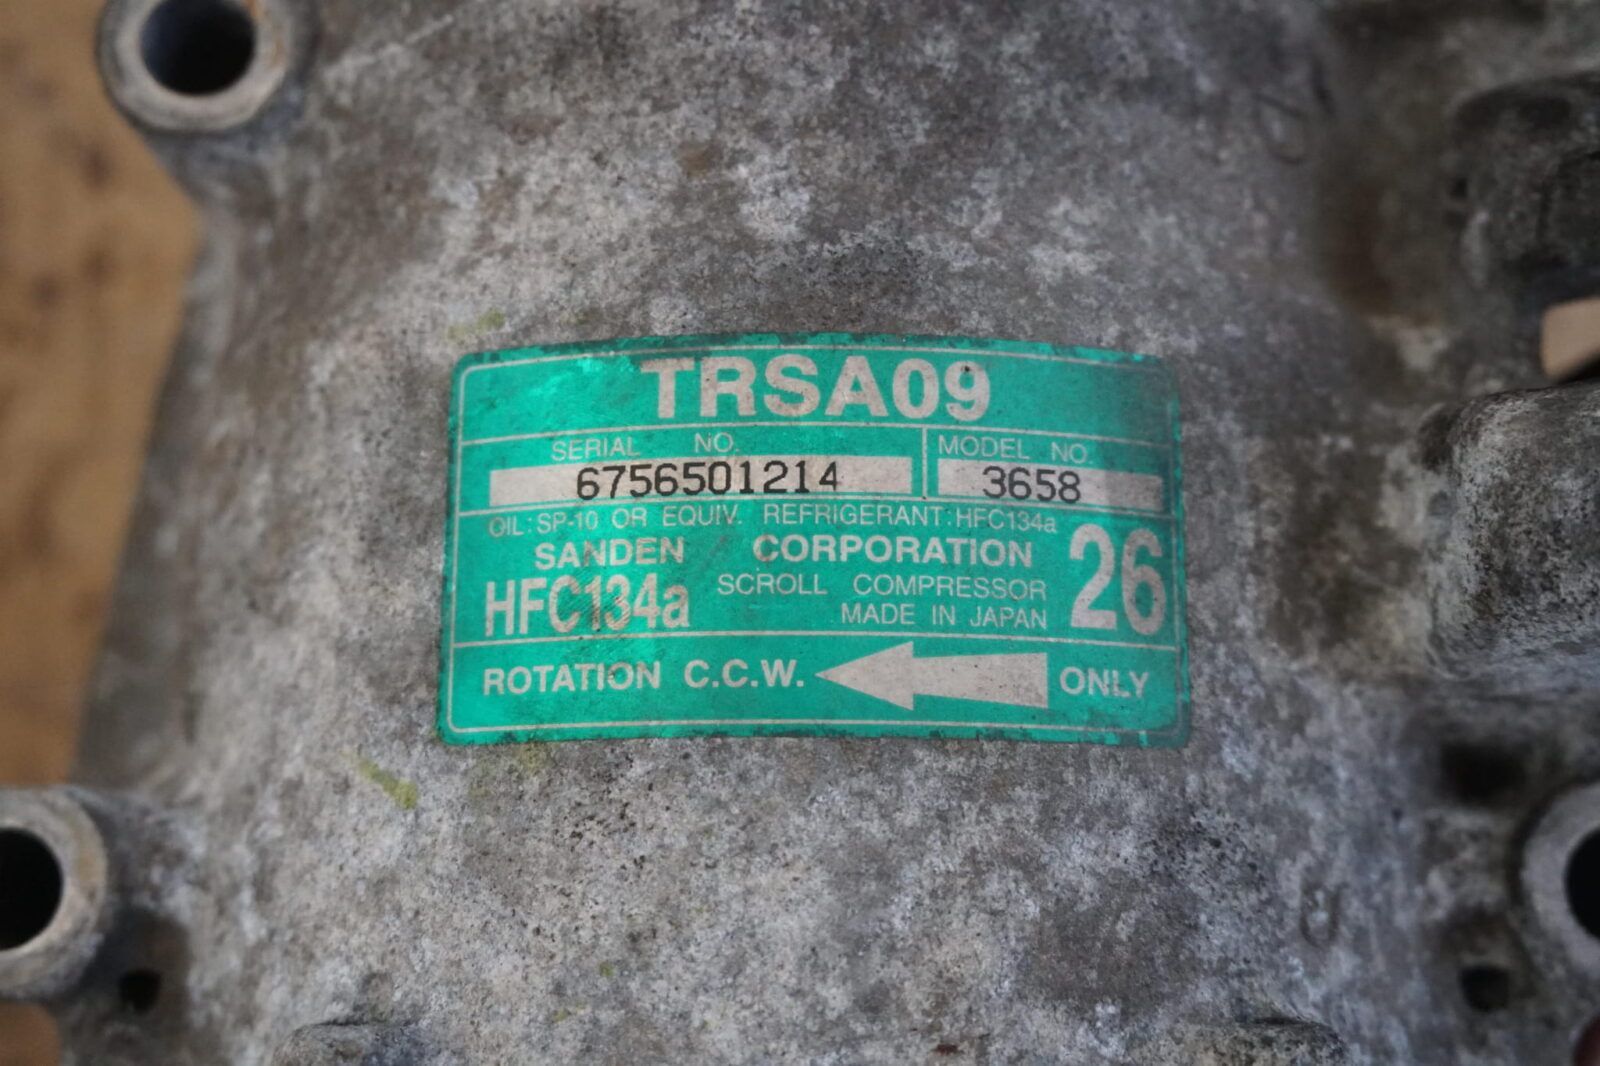 TRSA09
SERIAL NO. MODEL NO.
6756501214 3658
OIL: SP-10 OR EQUIV. REFRIGERANT: HFC134a
SANDEN CORPORATION 26
HFC134a SCROLL COMPRESSOR
MADE IN JAPAN
ROTATION C.C.W. ONLY